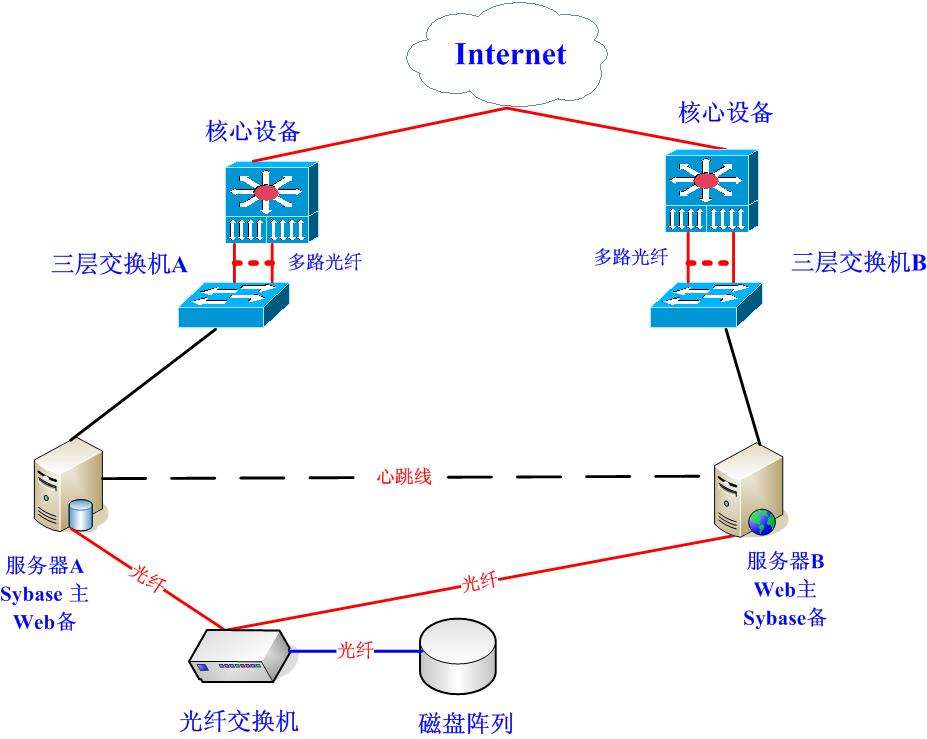 Internet
核心设备
核心设备
三层交换机A
多路光纤
多路光纤
三层交换机B
心跳线
服务器A
Sybase 主
Web备
光纤
光纤
服务器B
Web主
Sybase备
光纤
光纤交换机
磁盘阵列